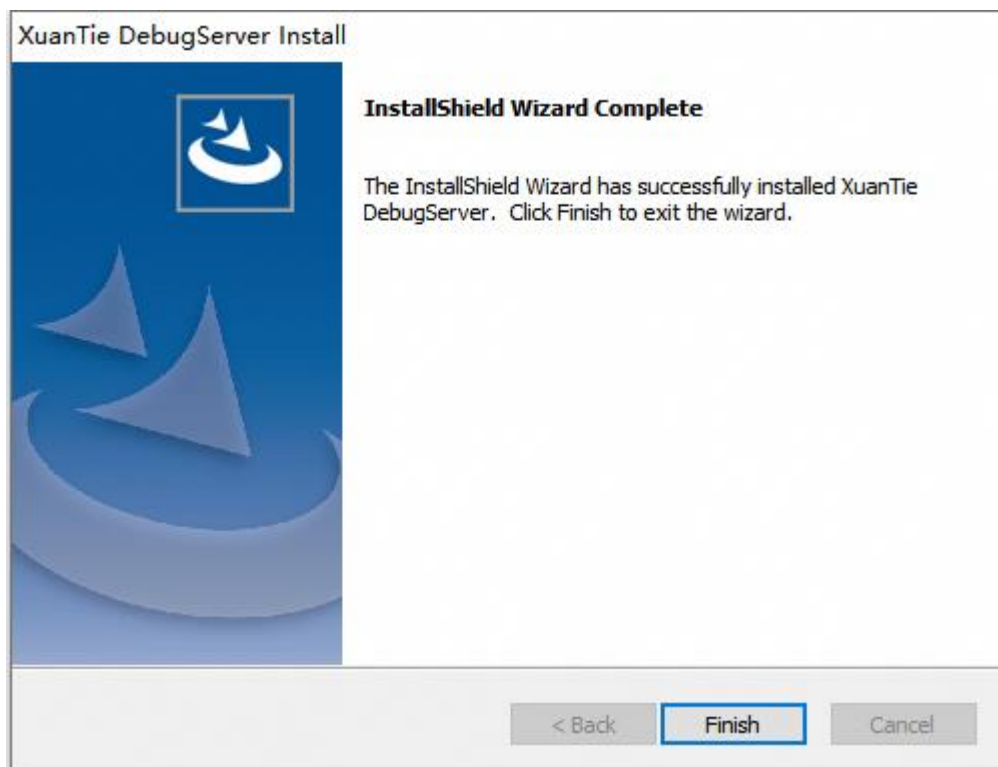 XuanTie DebugServer Install
InstallShield Wizard Complete
The InstallShield Wizard has successfully installed XuanTie
DebugServer.  Click Finish to exit the wizard.
< Back
Finish
Cancel